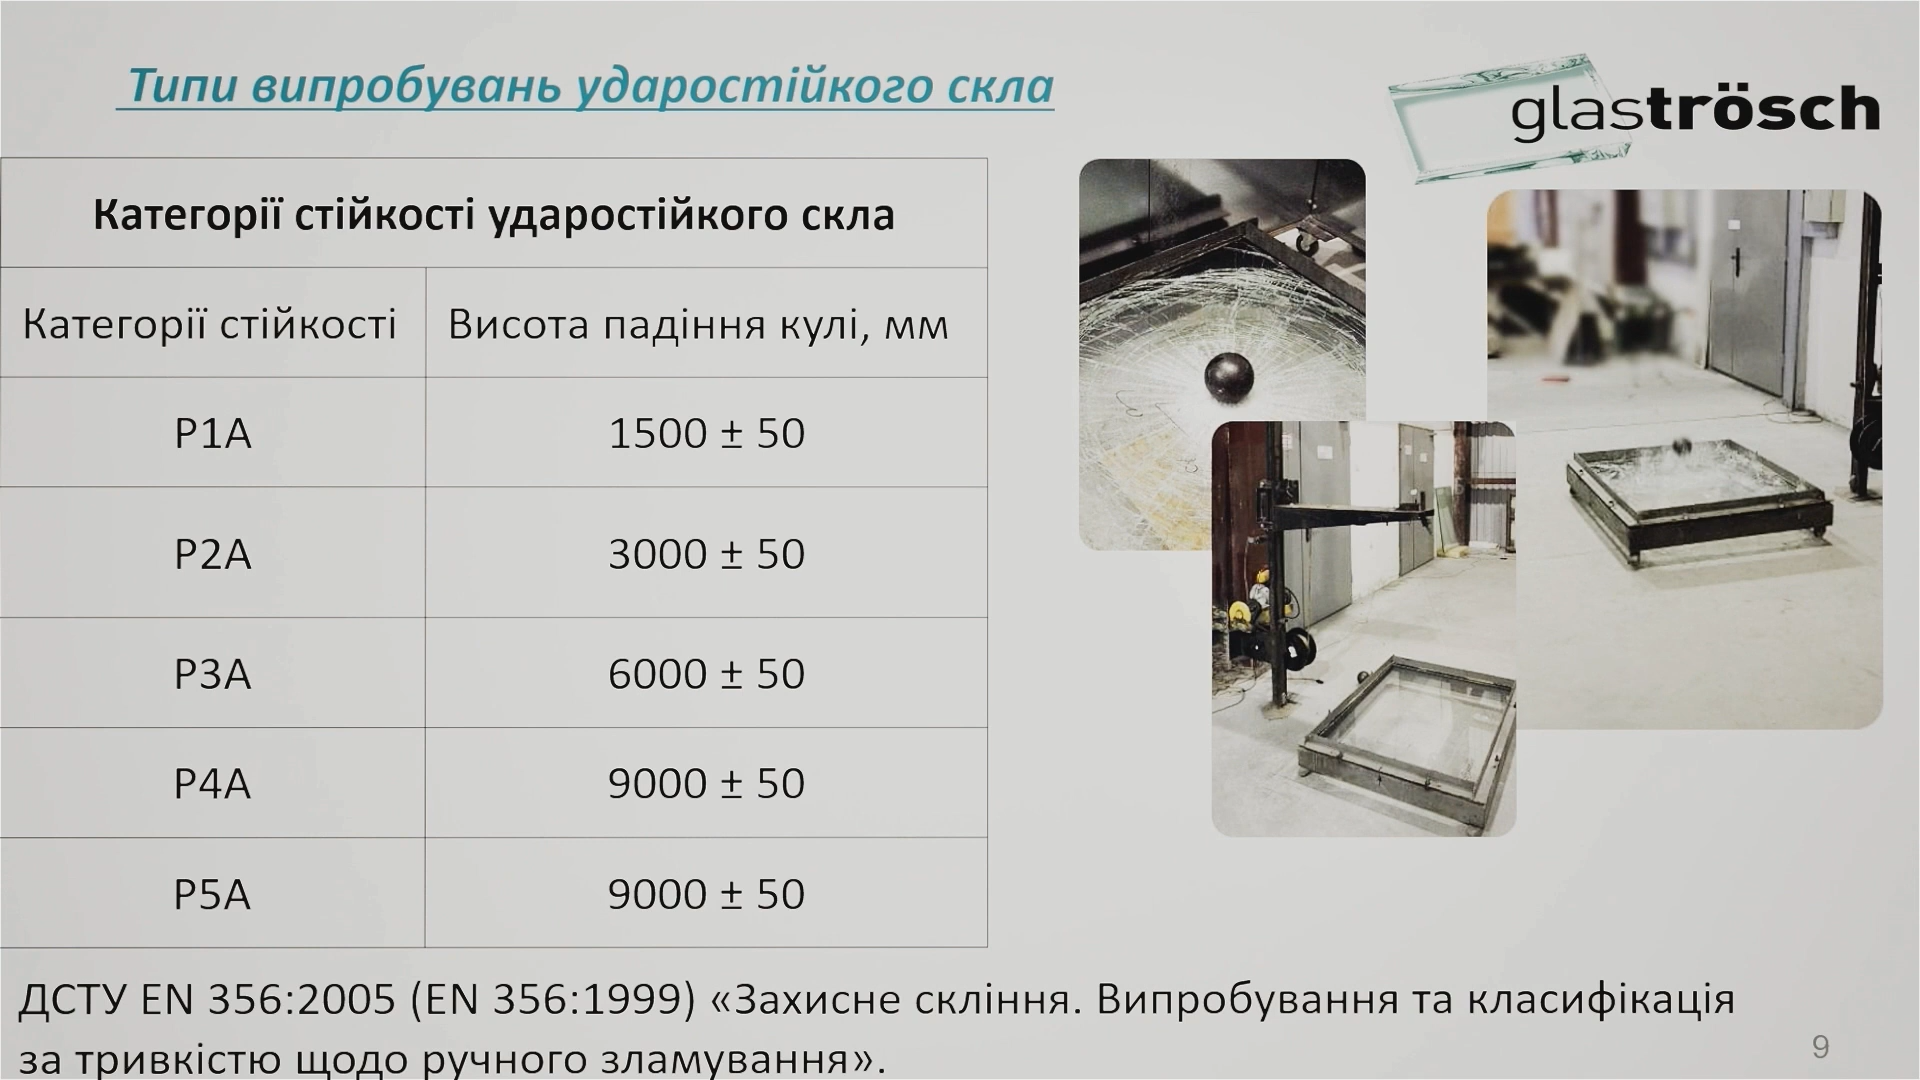 Типи випробувань ударостійкого скла
glaströsch
Категорії стійкості ударостійкого скла
Категорії стійкості Висота падіння кулі, мм
P1A 1500 ± 50
P2A 3000 ± 50
P3A 6000 ± 50
P4A 9000 ± 50
P5A 9000 ± 50
ДСТУ EN 356:2005 (EN 356:1999) «Захисне скління. Випробування та класифікація
за тривкістю щодо ручного зламування».
9